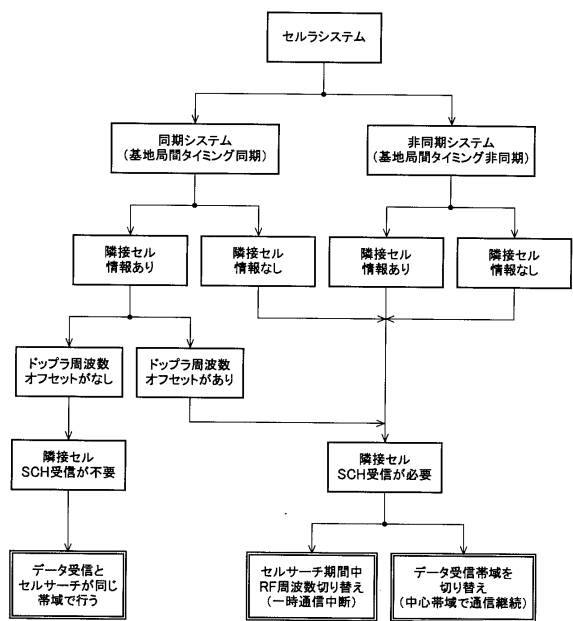 セルラシステム
同期システム
(基地局間タイミング同期)
非同期システム
(基地局間タイミング非同期)
隣接セル
情報あり
隣接セル
情報なし
隣接セル
情報あり
隣接セル
情報なし
ドップラ周波数
オフセットがなし
ドップラ周波数
オフセットがあり
隣接セル
SCH受信が不要
隣接セル
SCH受信が必要
データ受信と
セルサーチが同じ
帯域で行う
セルサーチ期間中
RF周波数切り替え
(一時通信中断)
データ受信帯域を
切り替え
(中心帯域で通信継続)